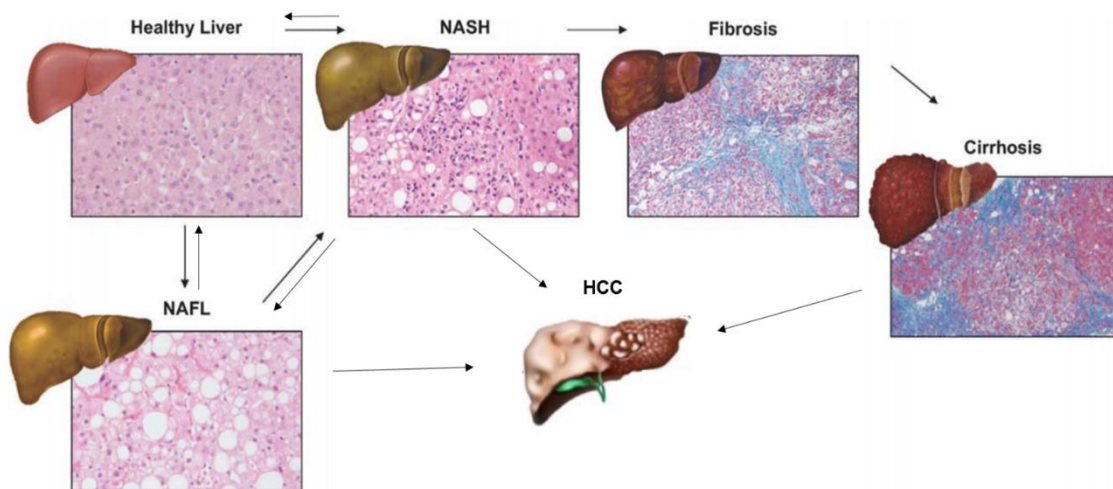 Healthy Liver
NASH
Fibrosis
Cirrhosis
NAFL
HCC